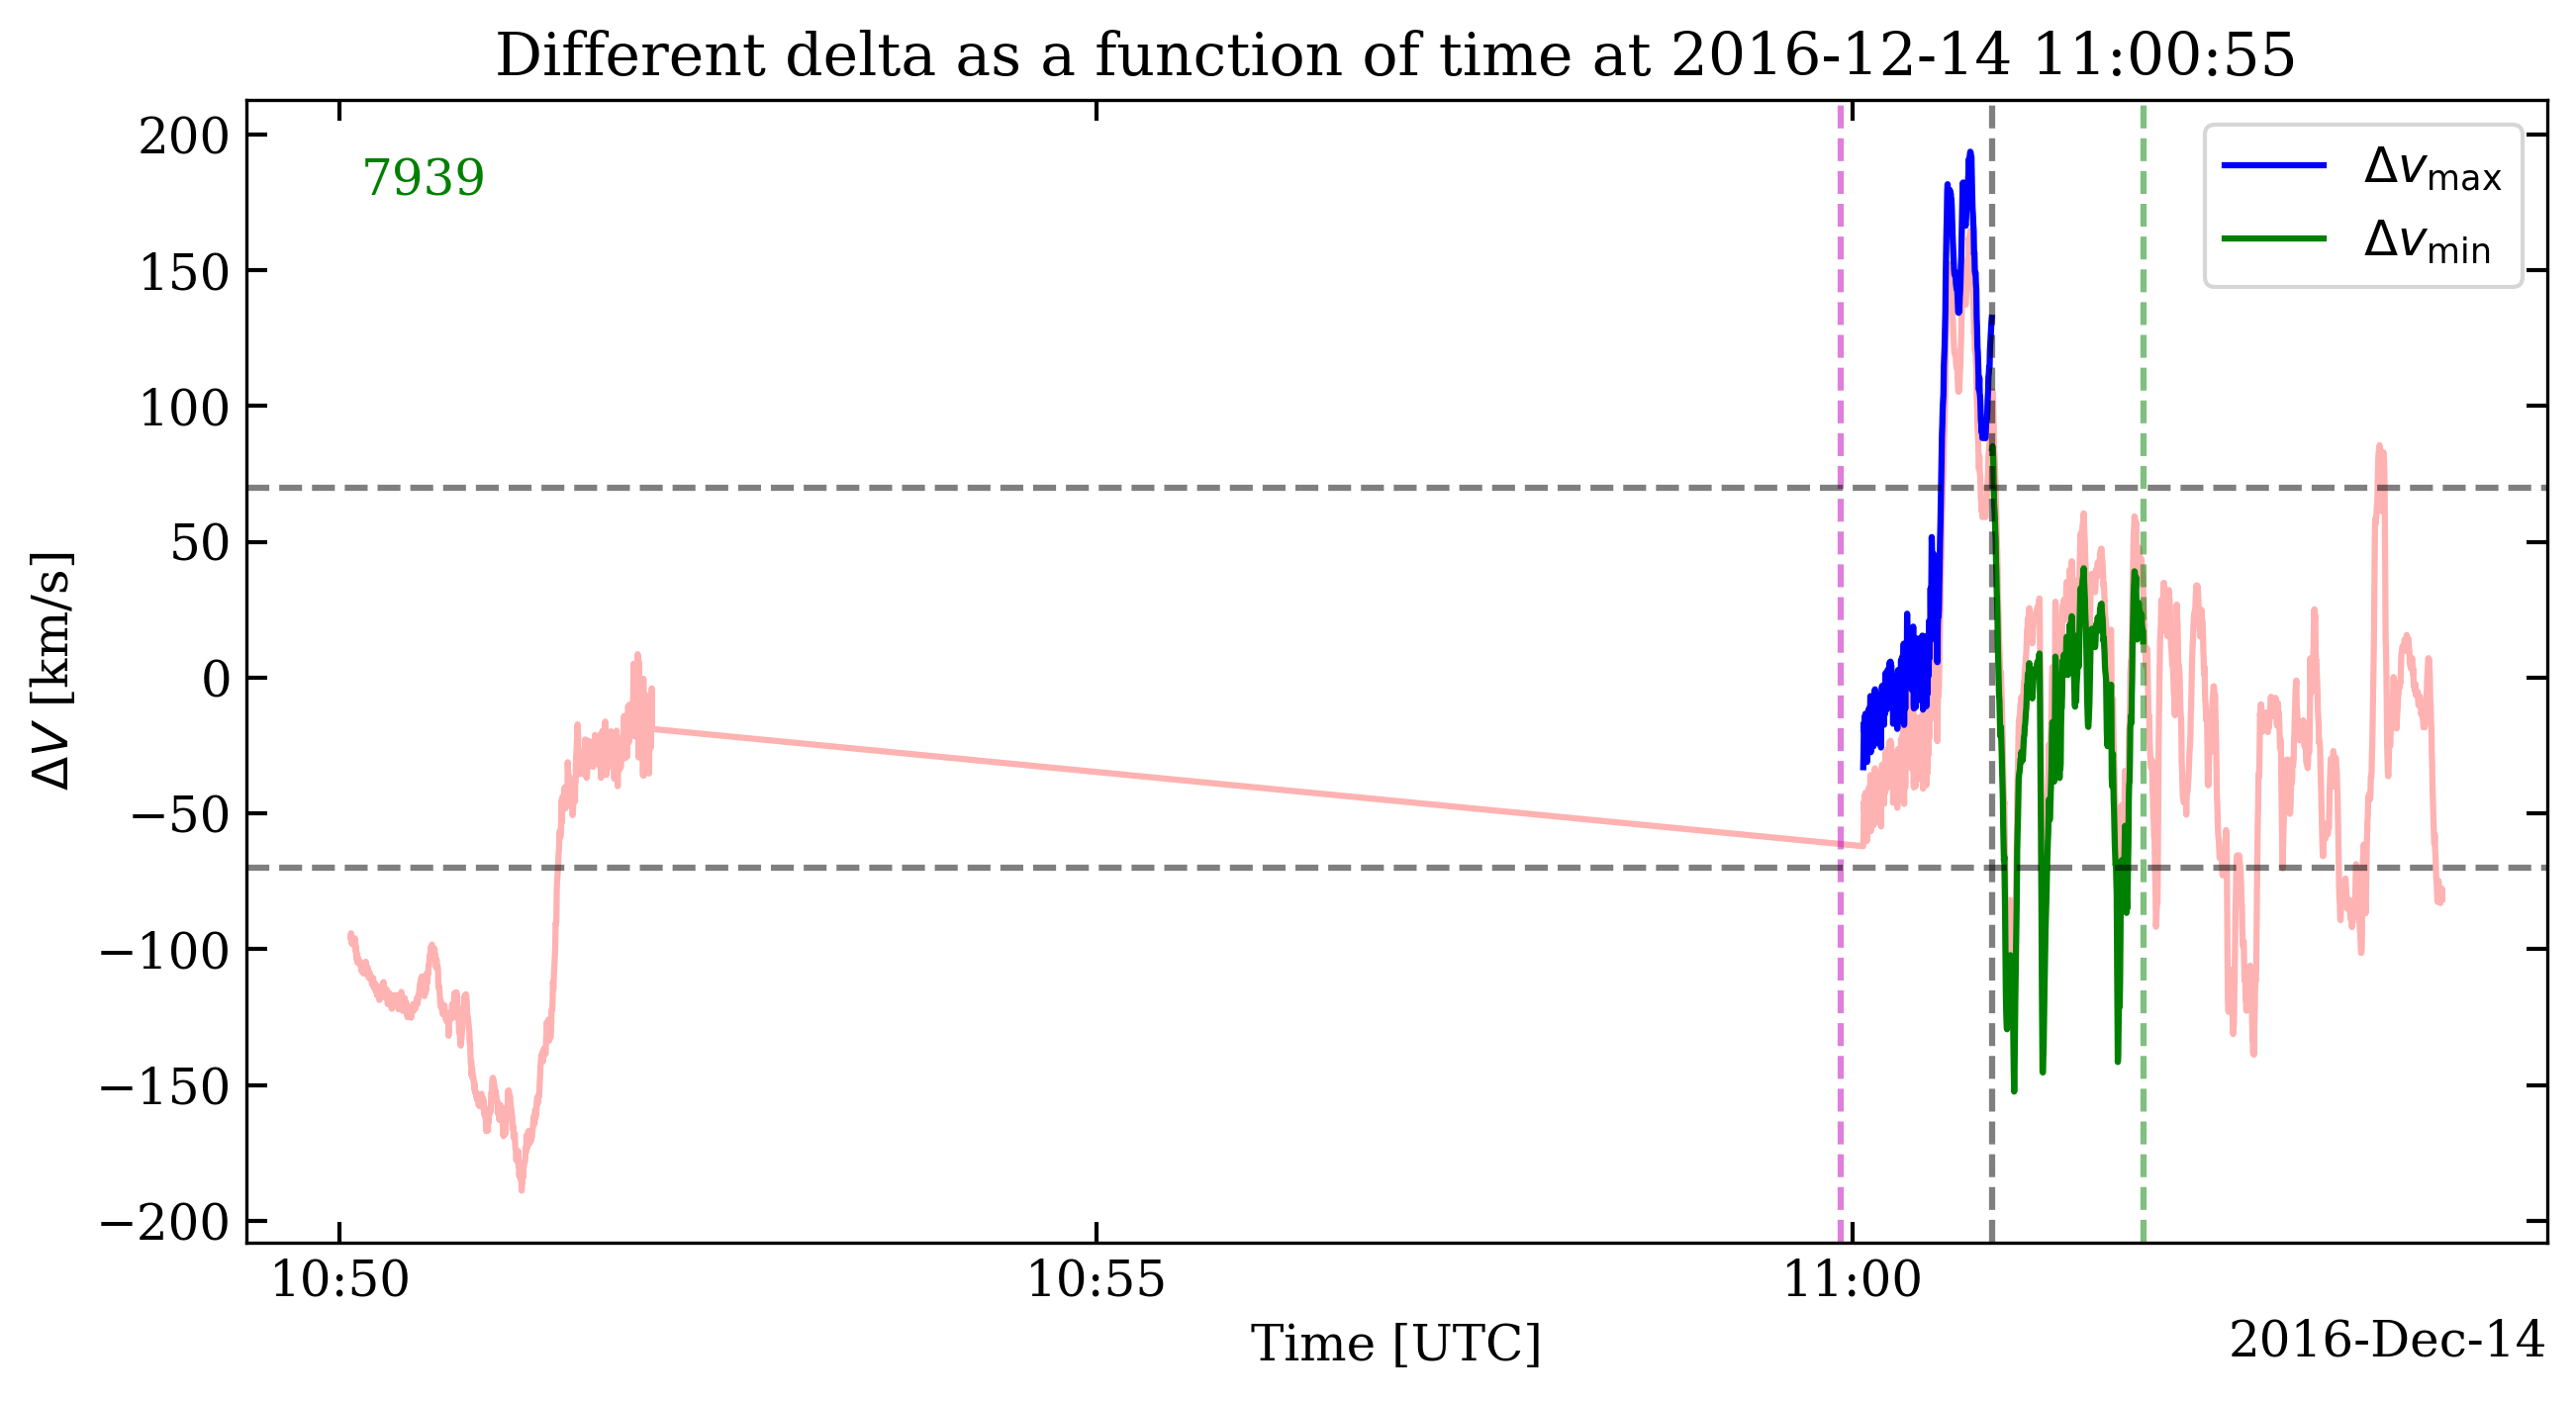 Different delta as a function of time at 2016-12-14 11:00:55
7939
Δv_max
Δv_min
200
150
100
50
0
−50
−100
−150
−200
ΔV [km/s]
10:50 10:55 11:00
Time [UTC]
2016-Dec-14